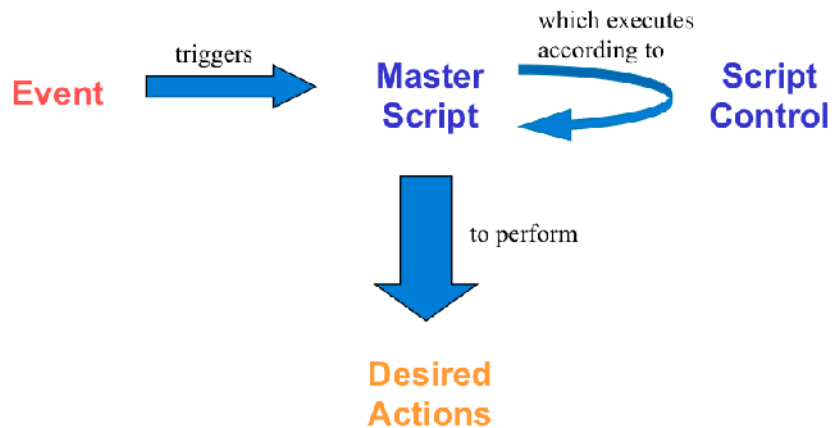 which executes
according to
triggers
Event
Master
Script
Script
Control
to perform
Desired
Actions